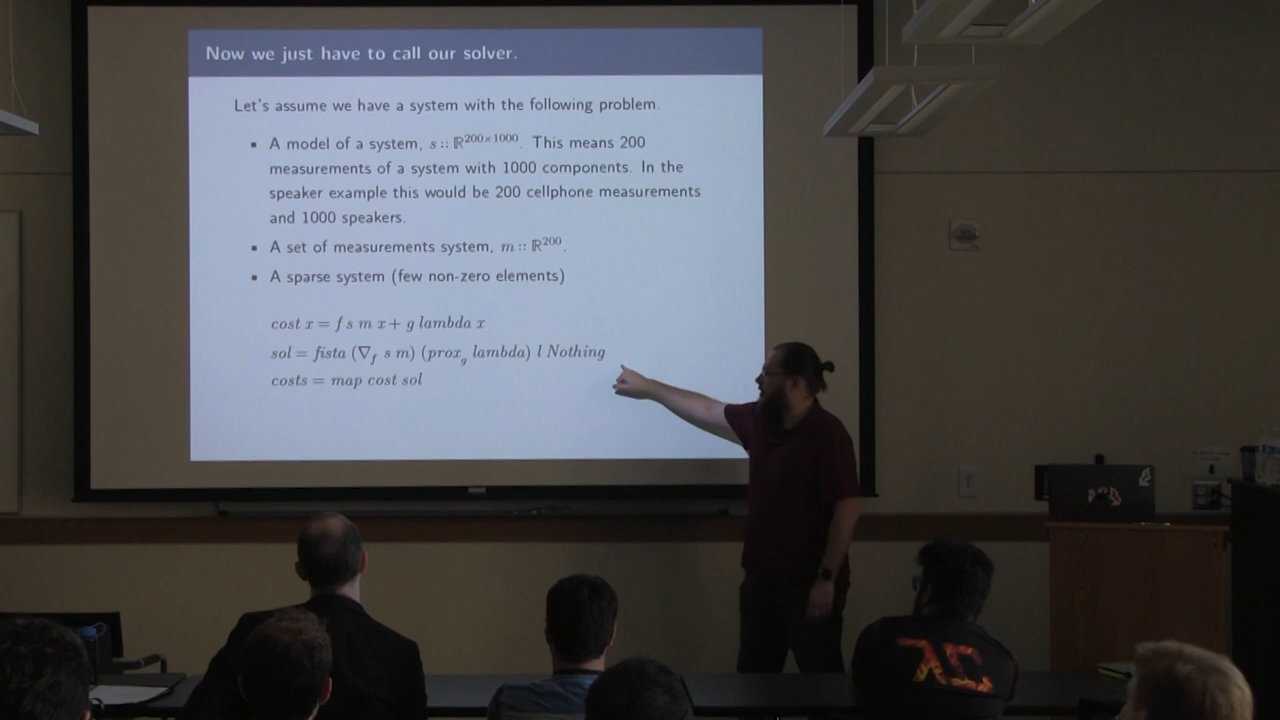 Now we just have to call our solver.
Let's assume we have a system with the following problem.
▪ A model of a system, s :: ℝ^{200×1000}. This means 200
measurements of a system with 1000 components. In the
speaker example this would be 200 cellphone measurements
and 1000 speakers.
▪ A set of measurements system, m :: ℝ^{200}.
▪ A sparse system (few non-zero elements)
cost x = f s m x + g lambda x
sol = fista (∇_f s m) (prox_g lambda) l Nothing
costs = map cost sol